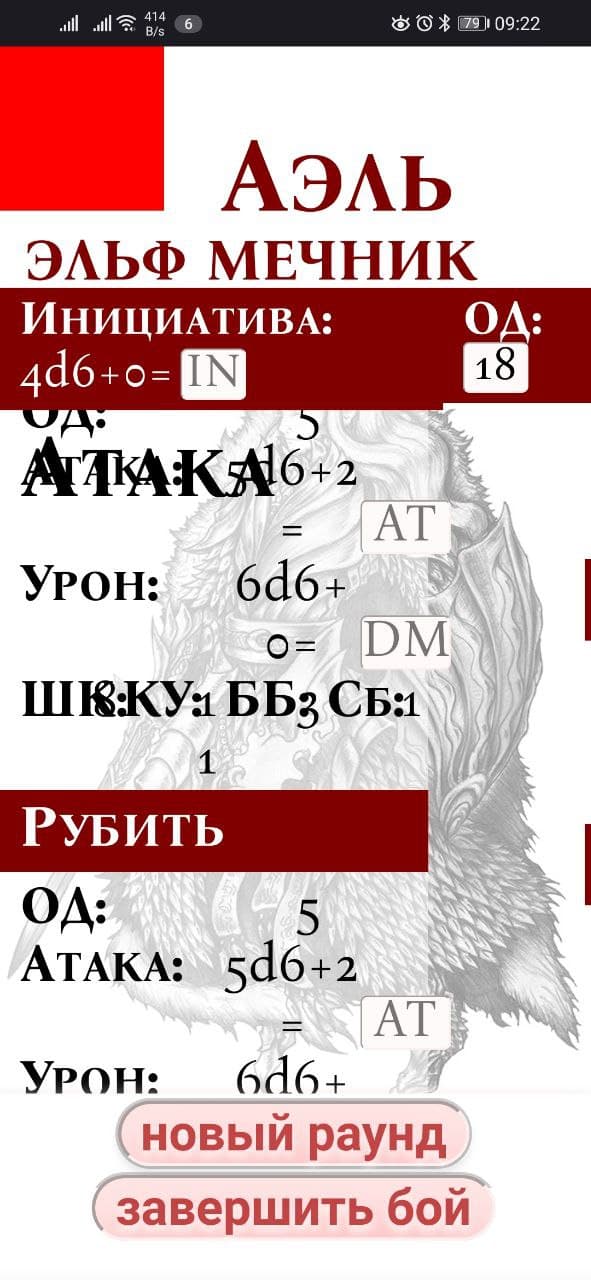 414 B/s 6 79 09:22
Аэль
эльф мечник
Инициатива: ОД:
4d6+0= IN 18
ОД: 5
Атака
Атака: 5d6+2
= AT
Урон: 6d6+
0= DM
ШК: 8 КУ: 1 ББ: 3 Сб: 1
1
Рубить
ОД: 5
Атака: 5d6+2
= AT
Урон: 6d6+
новый раунд
завершить бой